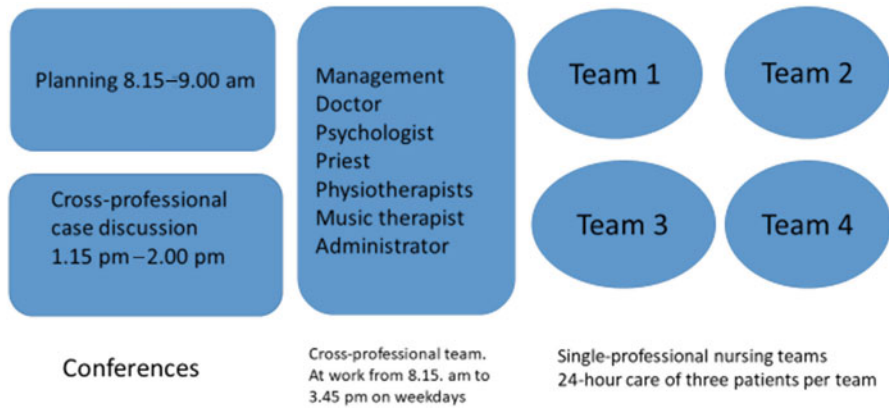 Planning 8.15–9.00 am
Cross-professional
case discussion
1.15 pm –2.00 pm
Conferences
Management
Doctor
Psychologist
Priest
Physiotherapists
Music therapist
Administrator
Cross-professional team.
At work from 8.15. am to
3.45 pm on weekdays
Team 1
Team 2
Team 3
Team 4
Single-professional nursing teams
24-hour care of three patients per team